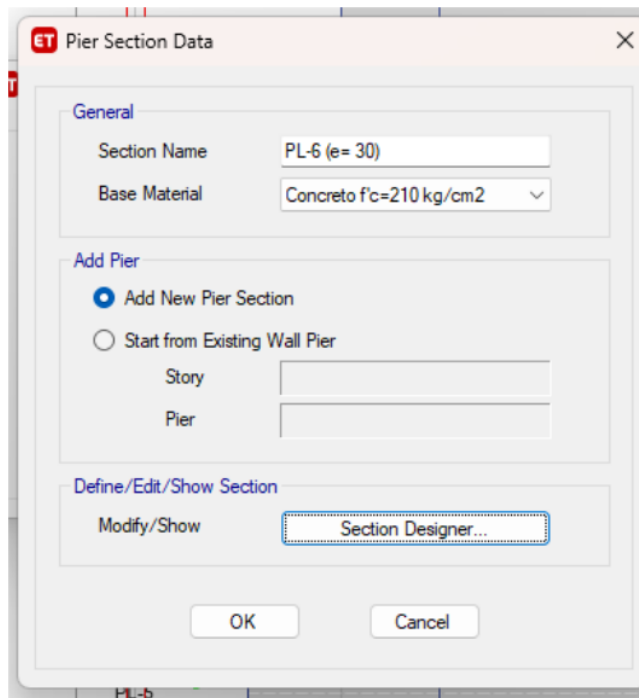 ET Pier Section Data
General
Section Name PL-6 (e= 30)
Base Material Concreto f'c=210 kg/cm2
Add Pier
Add New Pier Section
Start from Existing Wall Pier
Story
Pier
Define/Edit/Show Section
Modify/Show Section Designer...
OK Cancel
PL-6